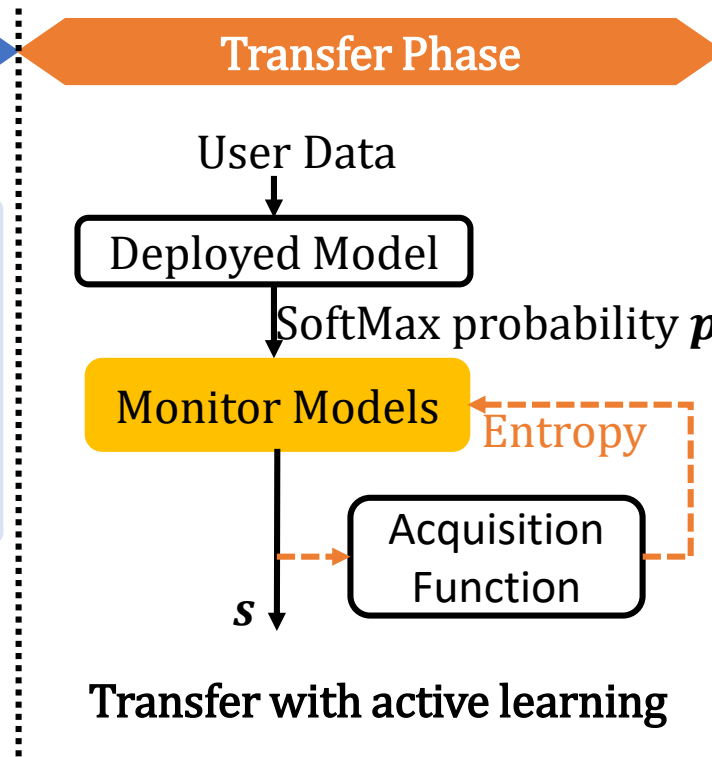 Transfer Phase
User Data
Deployed Model
SoftMax probability p
Monitor Models
Entropy
Acquisition
Function
s
Transfer with active learning